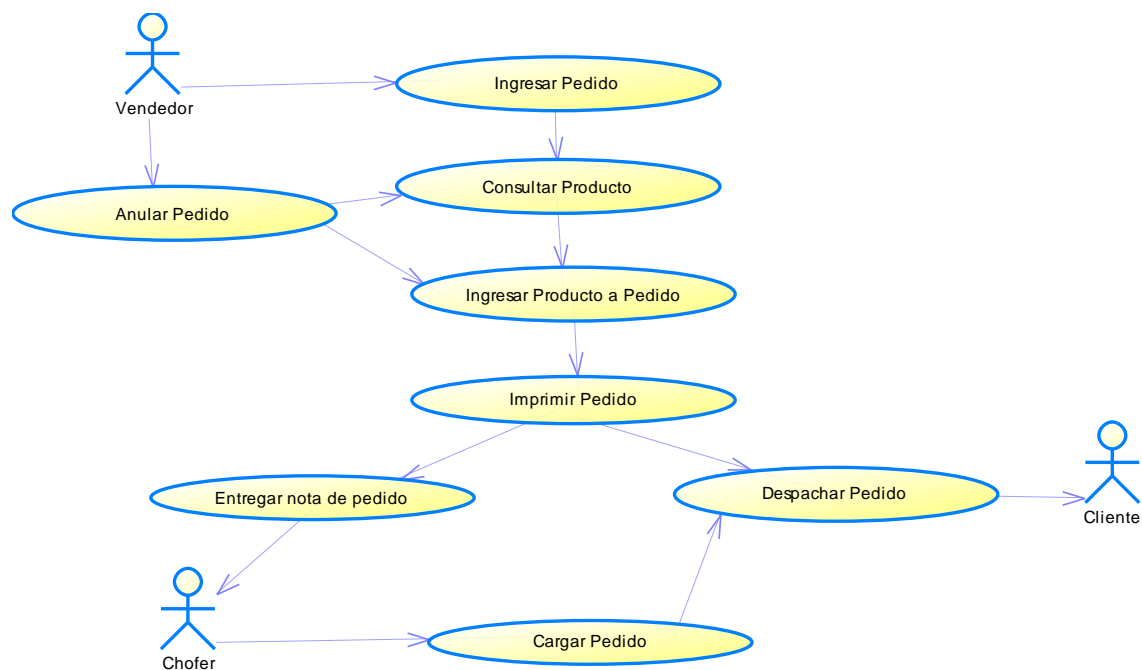 Ingresar Pedido
Vendedor
Consultar Producto
Anular Pedido
Ingresar Producto a Pedido
Imprimir Pedido
Entregar nota de pedido
Despachar Pedido
Cliente
Cargar Pedido
Chofer